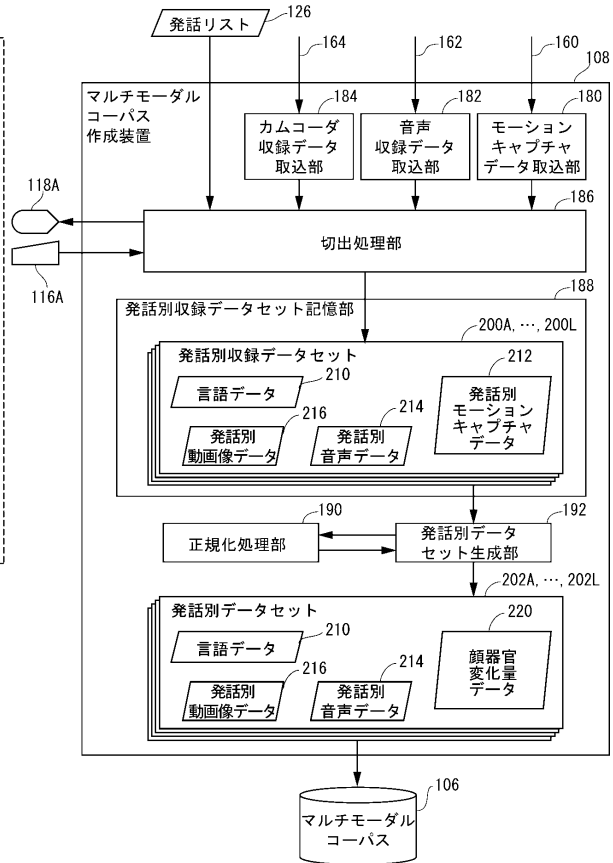 発話リスト
126
164
162
160
108
マルチモーダル
コーパス
作成装置
184
182
180
カムコーダ
収録データ
取込部
音声
収録データ
取込部
モーション
キャプチャ
データ取込部
118A
186
切出処理部
116A
188
発話別収録データセット記憶部
200A, …, 200L
発話別収録データセット
210
212
言語データ
発話別
モーション
キャプチャ
データ
216
214
発話別
動画像データ
発話別
音声データ
190
192
正規化処理部
発話別データ
セット生成部
202A, …, 202L
発話別データセット
210
220
言語データ
顔器官
変化量
データ
216
214
発話別
動画像データ
発話別
音声データ
106
マルチモーダル
コーパス